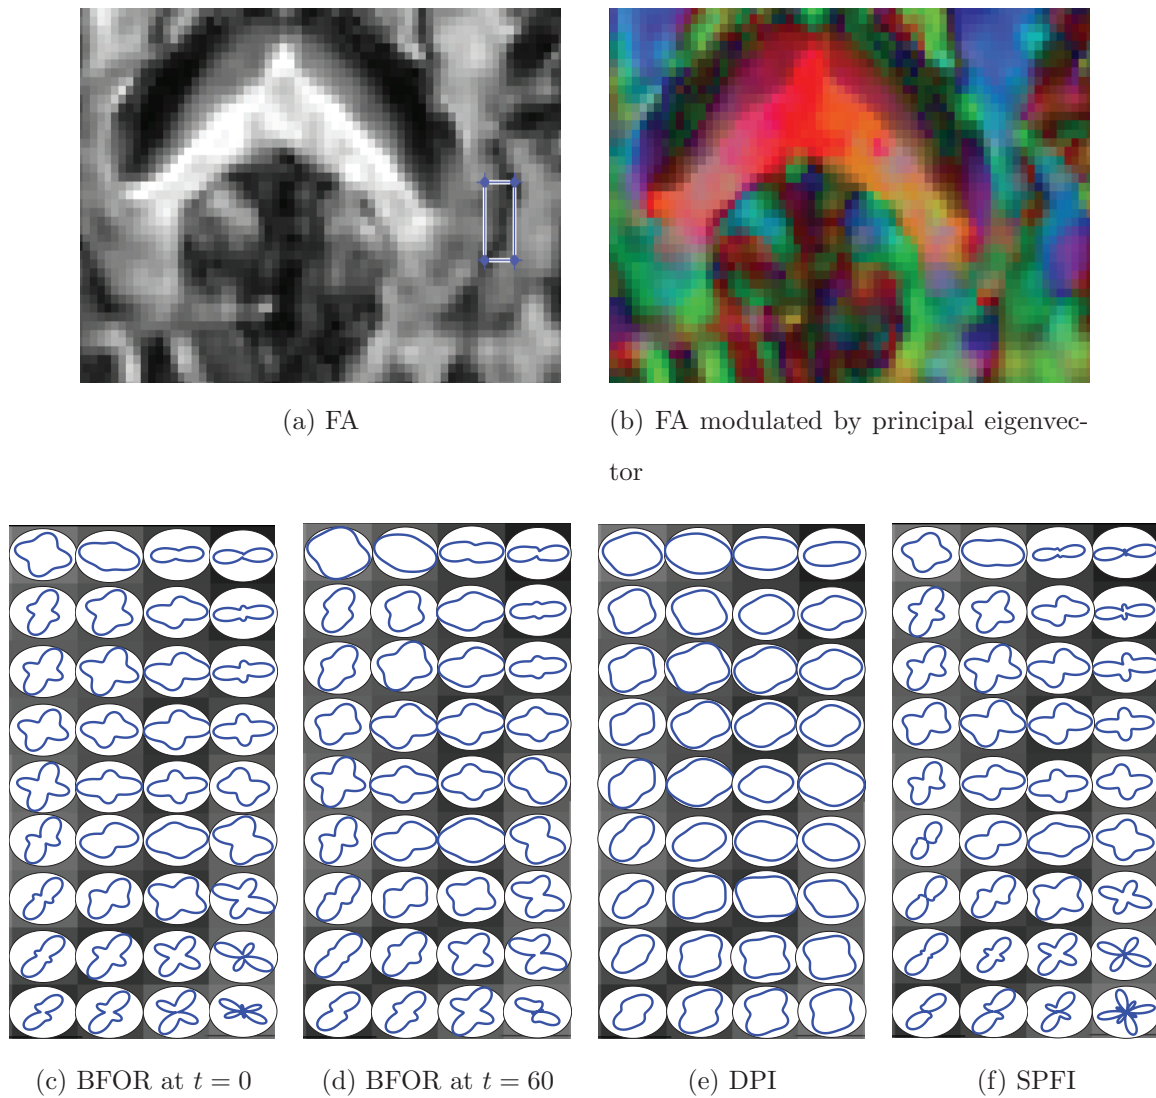 (a) FA
(b) FA modulated by principal eigenvec-
tor
(c) BFOR at t = 0
(d) BFOR at t = 60
(e) DPI
(f) SPFI